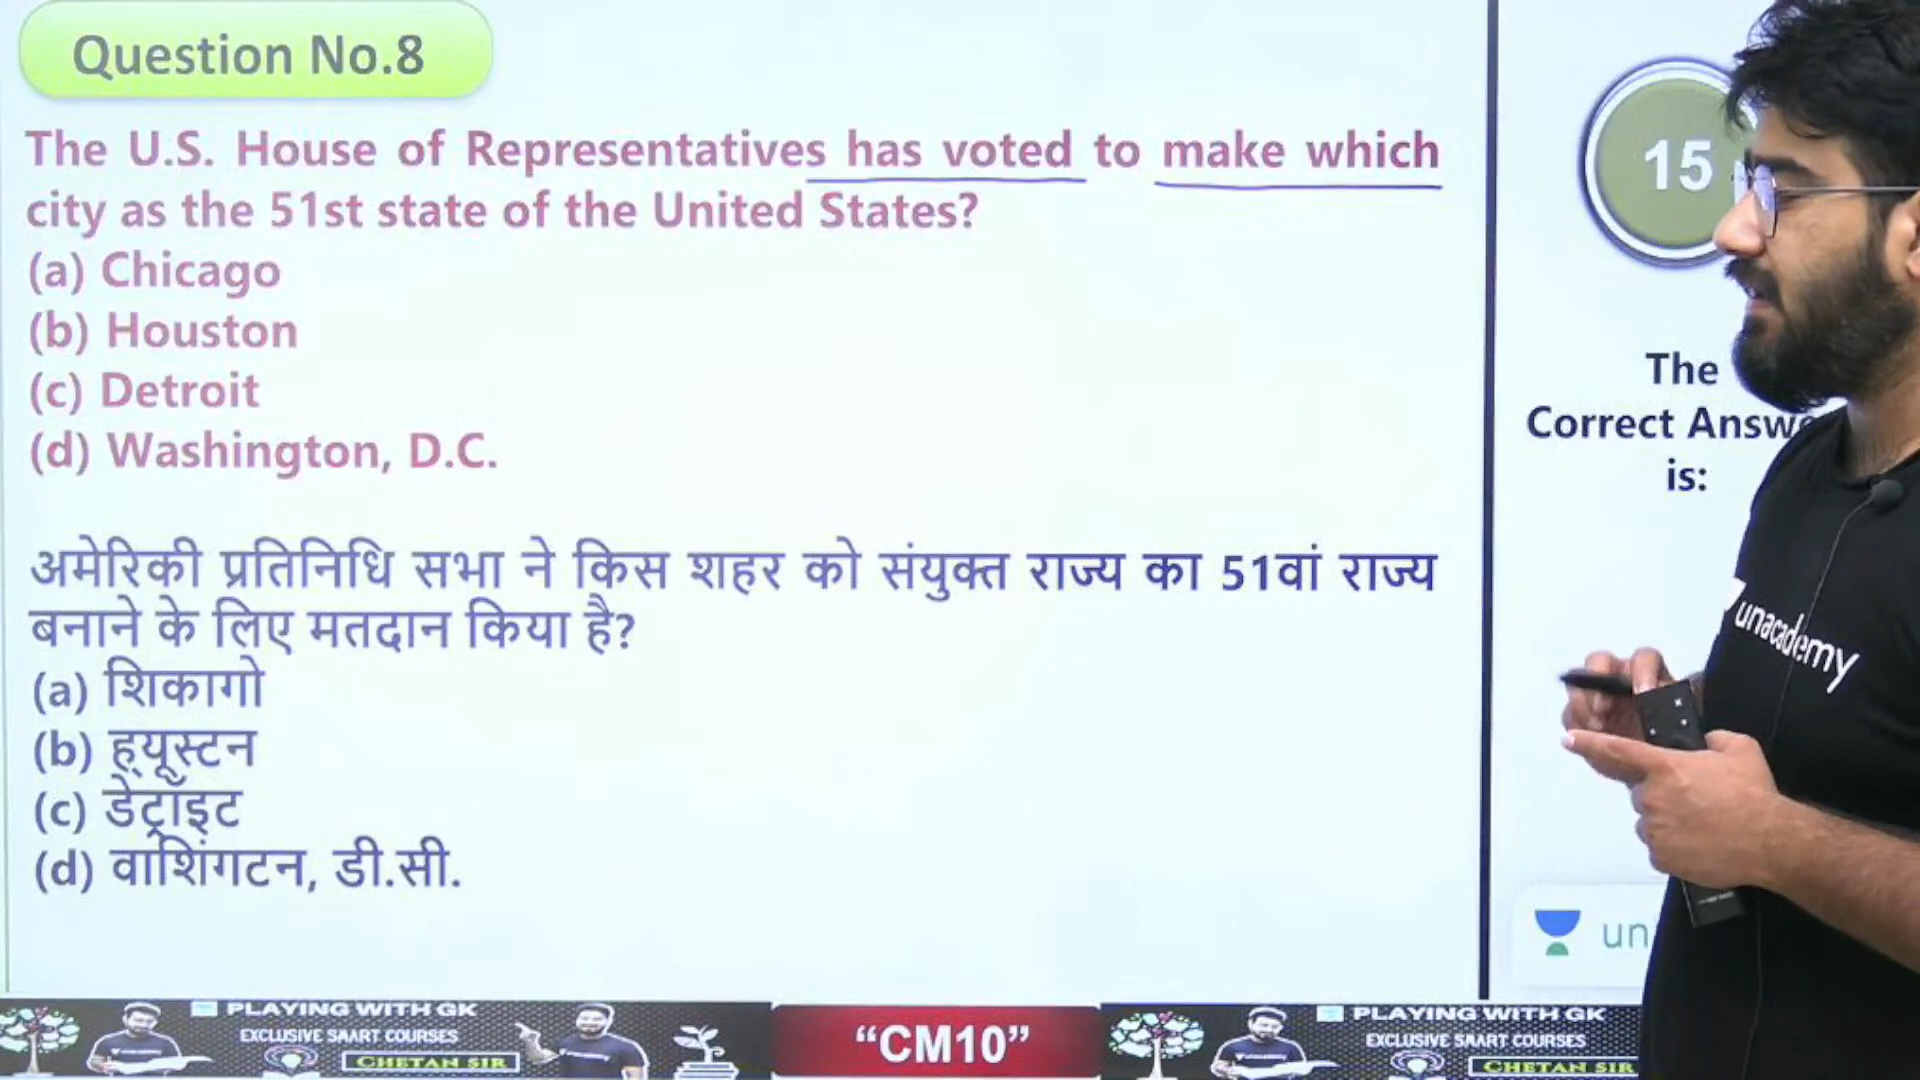 Question No.8
The U.S. House of Representatives has voted to make which
city as the 51st state of the United States?
(a) Chicago
(b) Houston
(c) Detroit
(d) Washington, D.C.
अमेरिकी प्रतिनिधि सभा ने किस शहर को संयुक्त राज्य का 51वां राज्य
बनाने के लिए मतदान किया है?
(a) शिकागो
(b) ह्यूस्टन
(c) डेट्रॉइट
(d) वाशिंगटन, डी.सी.
15
The
Correct Answ
is:
unacademy
un
PLAYING WITH GK
EXCLUSIVE SMART COURSES
CHETAN SIR
"CM10"
PLAYING WITH GK
EXCLUSIVE SMART COURSES
CHETAN SIR